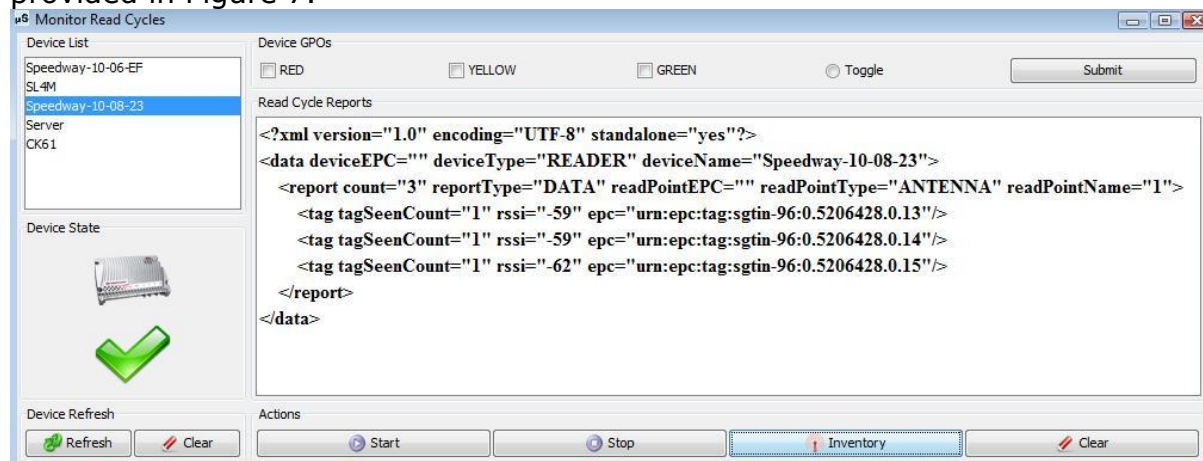 provided in Figure 7.
µS Monitor Read Cycles
Device List
Speedway-10-06-EF
SL4M
Speedway-10-08-23
Server
CK61
Device State
Device Refresh
Refresh
Clear
Device GPOs
RED
YELLOW
GREEN
Toggle
Submit
Read Cycle Reports
<?xml version="1.0" encoding="UTF-8" standalone="yes"?>
<data deviceEPC="" deviceType="READER" deviceName="Speedway-10-08-23">
<report count="3" reportType="DATA" readPointEPC="" readPointType="ANTENNA" readPointName="1">
<tag tagSeenCount="1" rssi="-59" epc="urn:epc:tag:sgtin-96:0.5206428.0.13"/>
<tag tagSeenCount="1" rssi="-59" epc="urn:epc:tag:sgtin-96:0.5206428.0.14"/>
<tag tagSeenCount="1" rssi="-62" epc="urn:epc:tag:sgtin-96:0.5206428.0.15"/>
</report>
</data>
Actions
Start
Stop
Inventory
Clear